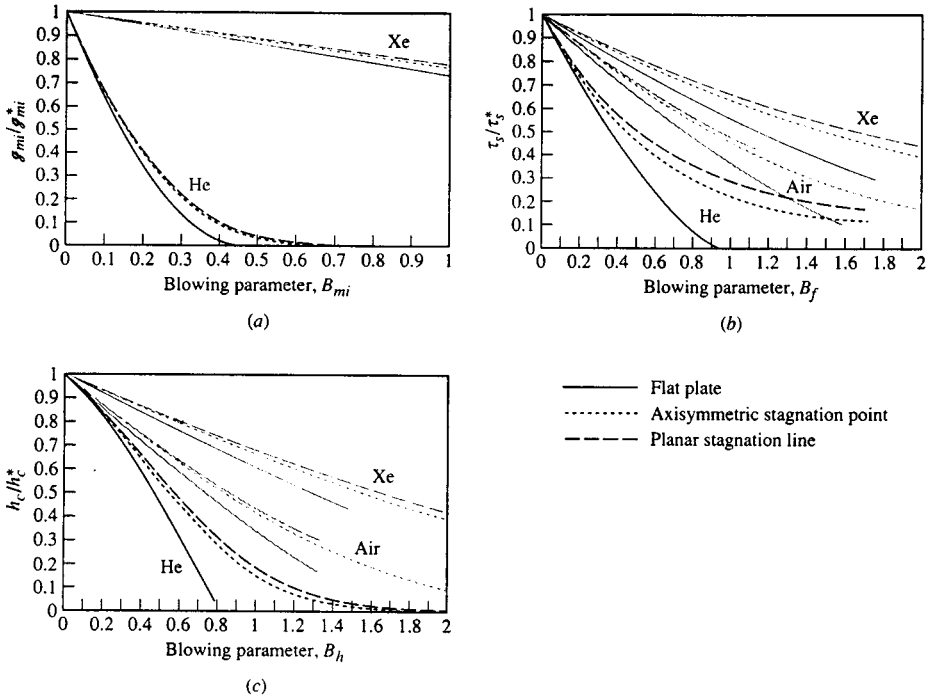 1
0.9
0.8
0.7
0.6
0.5
0.4
0.3
0.2
0.1
0
g_mi/g*_mi
Xe
He
0 0.1 0.2 0.3 0.4 0.5 0.6 0.7 0.8 0.9 1
Blowing parameter, B_mi
(a)
1
0.9
0.8
0.7
0.6
0.5
0.4
0.3
0.2
0.1
0
τ_s/τ*_s
Xe
Air
He
0 0.2 0.4 0.6 0.8 1 1.2 1.4 1.6 1.8 2
Blowing parameter, B_f
(b)
1
0.9
0.8
0.7
0.6
0.5
0.4
0.3
0.2
0.1
0
h_c/h*_c
Xe
Air
He
0 0.2 0.4 0.6 0.8 1 1.2 1.4 1.6 1.8 2
Blowing parameter, B_h
(c)
Flat plate
Axisymmetric stagnation point
Planar stagnation line